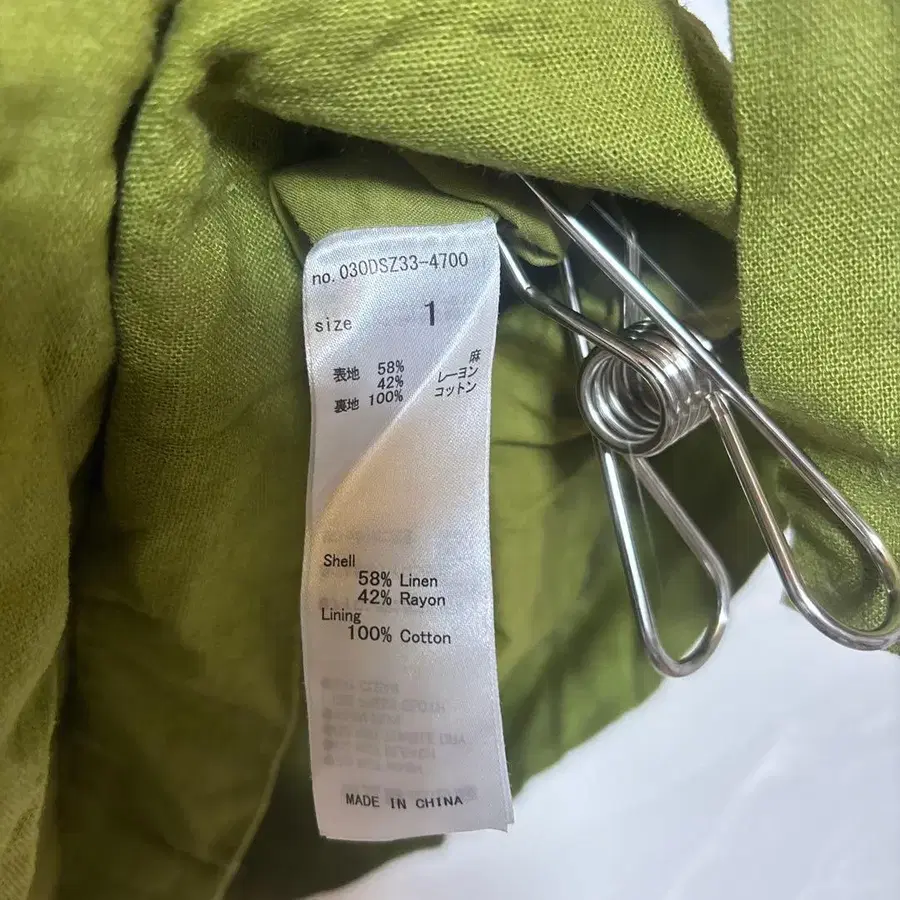 no. 030DSZ33-4700
size 1
表地 58% 麻
42% レーヨン
裏地 100% コットン
Shell
58% Linen
42% Rayon
Lining
100% Cotton
MADE IN CHINA